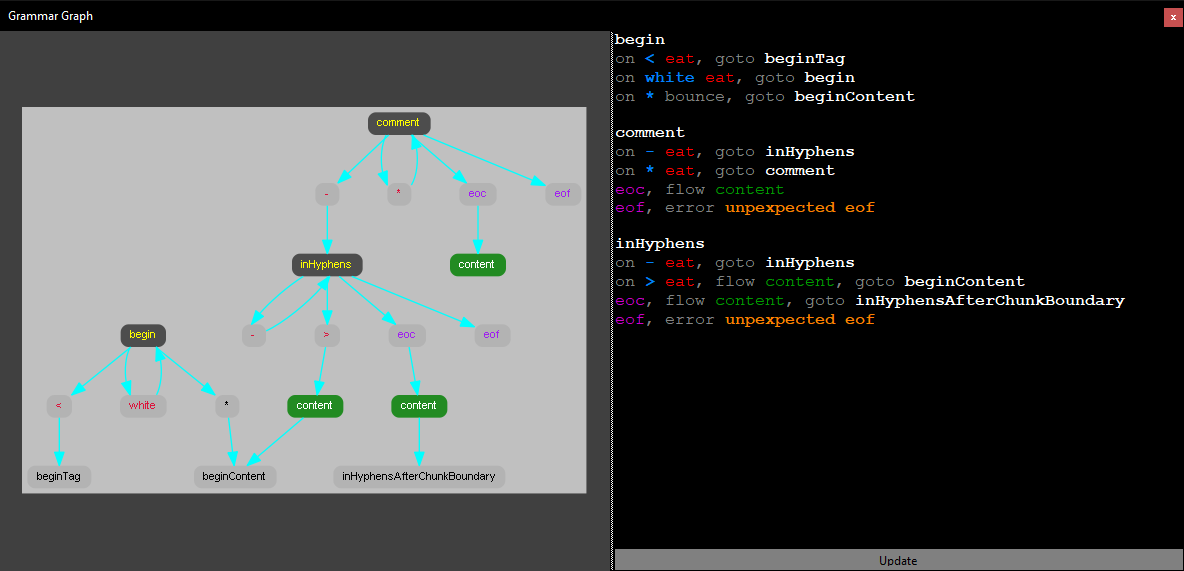 Grammar Graph
x
comment
-
*
eoc
eof
inHyphens
content
begin
-
>
eoc
eof
<
white
*
content
content
beginTag
beginContent
inHyphensAfterChunkBoundary
begin
on < eat, goto beginTag
on white eat, goto begin
on * bounce, goto beginContent
comment
on - eat, goto inHyphens
on * eat, goto comment
eoc, flow content
eof, error unpexpected eof
inHyphens
on - eat, goto inHyphens
on > eat, flow content, goto beginContent
eoc, flow content, goto inHyphensAfterChunkBoundary
eof, error unpexpected eof
Update